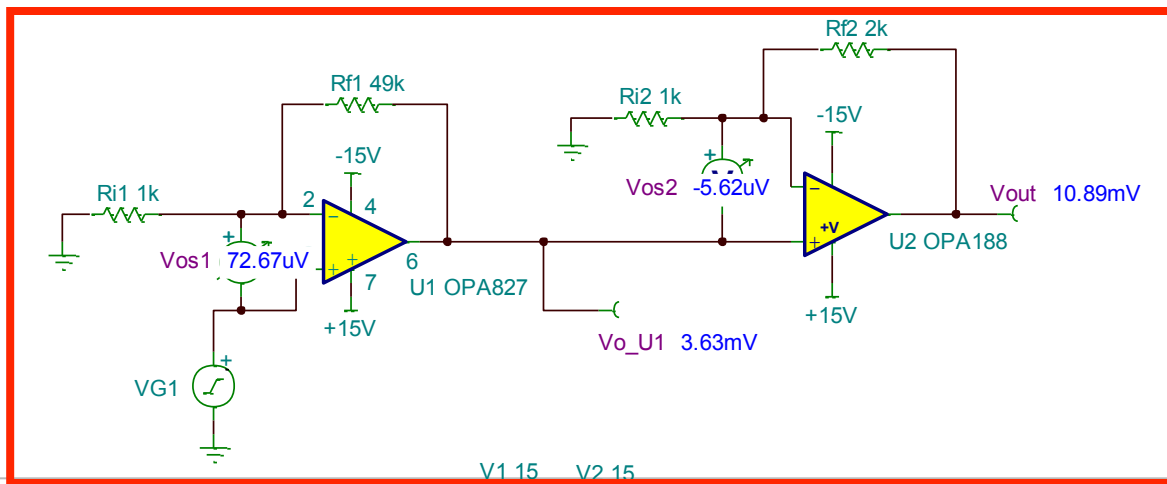 Rf1 49k
-15V
Ri1 1k
2
4
Vos1 72.67uV
6
7
U1 OPA827
+15V
VG1
Vo_U1 3.63mV
Rf2 2k
Ri2 1k
-15V
Vos2 -5.62uV
+V
Vout 10.89mV
U2 OPA188
+15V
V1 15 V2 15